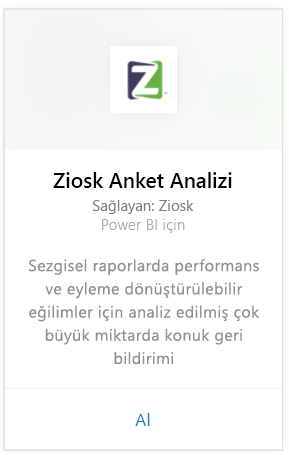 Z
Ziosk Anket Analizi
Sağlayan: Ziosk
Power BI için
Sezgisel raporlarda performans
ve eyleme dönüştürülebilir
eğilimler için analiz edilmiş çok
büyük miktarda konuk geri
bildirimi
Al